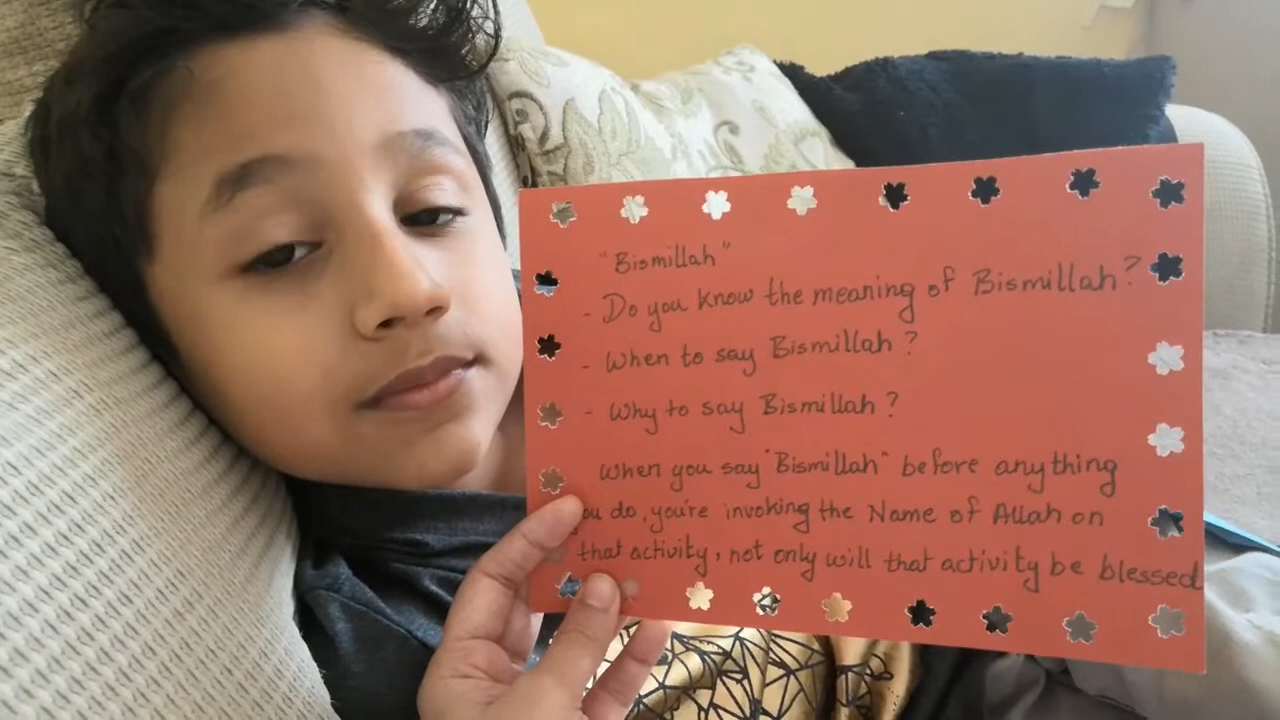 "Bismillah"
- Do you know the meaning of Bismillah?
- When to say Bismillah?
- Why to say Bismillah?
When you say "Bismillah" before anything
you do, you're invoking the Name of Allah on
that activity, not only will that activity be blessed